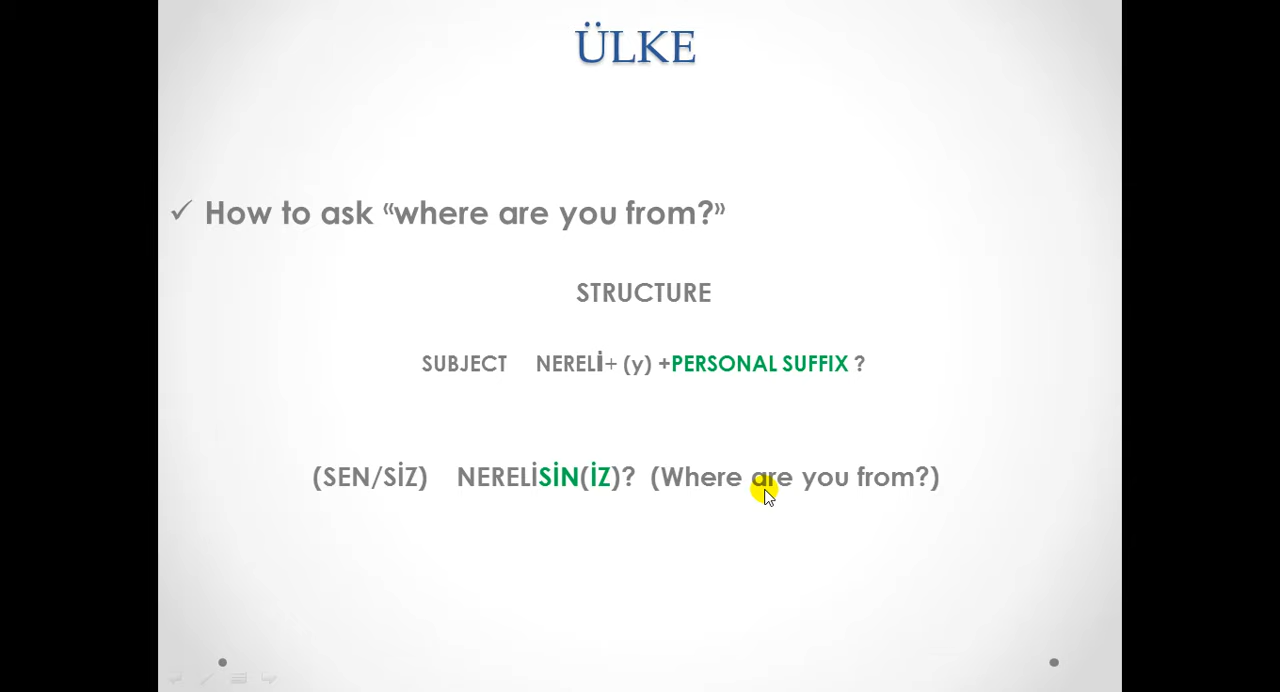 ÜLKE
✓ How to ask «where are you from?»
STRUCTURE
SUBJECT NERELİ+ (y) +PERSONAL SUFFIX ?
(SEN/SİZ) NERELİSİN(İZ)? (Where are you from?)